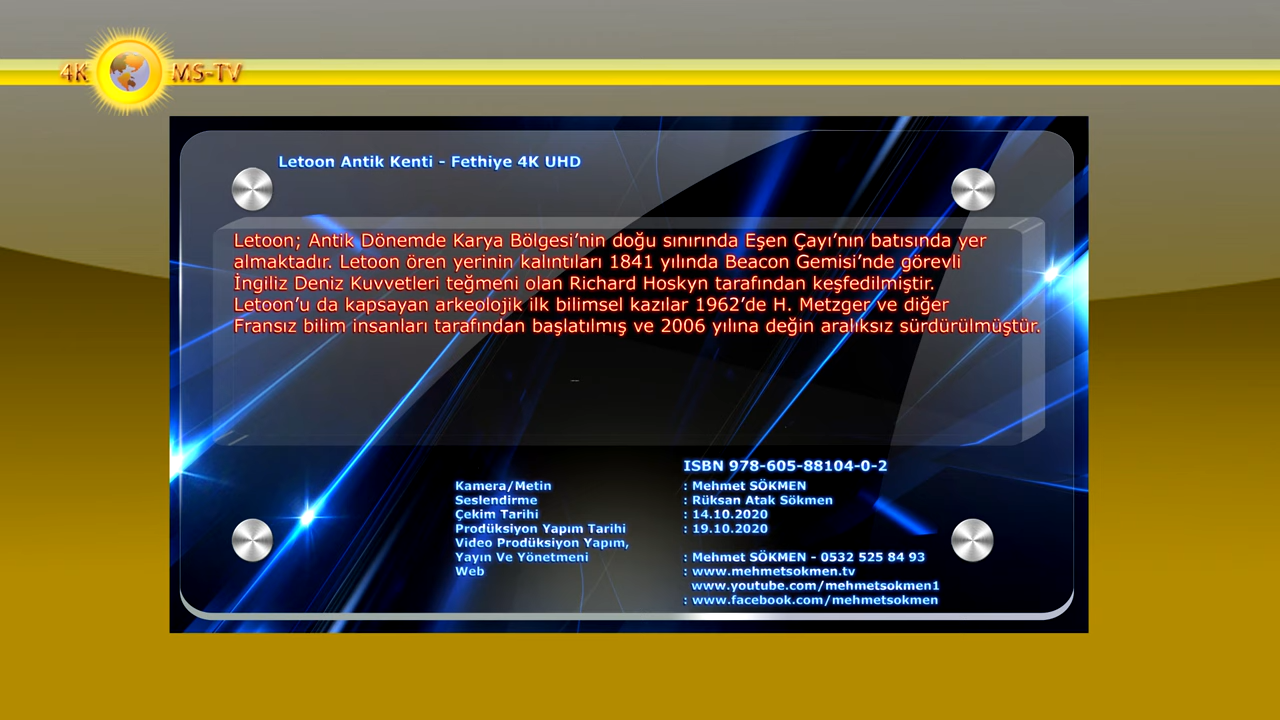 4K MS-TV
Letoon Antik Kenti - Fethiye 4K UHD
Letoon; Antik Dönemde Karya Bölgesi’nin doğu sınırında Eşen Çayı’nın batısında yer
almaktadır. Letoon ören yerinin kalıntıları 1841 yılında Beacon Gemisi’nde görevli
İngiliz Deniz Kuvvetleri teğmeni olan Richard Hoskyn tarafından keşfedilmiştir.
Letoon’u da kapsayan arkeolojik ilk bilimsel kazılar 1962’de H. Metzger ve diğer
Fransız bilim insanları tarafından başlatılmış ve 2006 yılına değin aralıksız sürdürülmüştür.
ISBN 978-605-88104-0-2
Kamera/Metin : Mehmet SÖKMEN
Seslendirme : Rüksan Atak Sökmen
Çekim Tarihi : 14.10.2020
Prodüksiyon Yapım Tarihi : 19.10.2020
Video Prodüksiyon Yapım,
Yayın Ve Yönetmeni : Mehmet SÖKMEN - 0532 525 84 93
Web : www.mehmetsokmen.tv
www.youtube.com/mehmetsokmen1
: www.facebook.com/mehmetsokmen